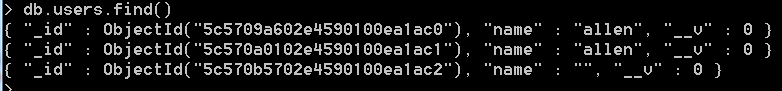 > db.users.find()
{ "_id" : ObjectId("5c5709a602e4590100ea1ac0"), "name" : "allen", "__v" : 0 }
{ "_id" : ObjectId("5c570a0102e4590100ea1ac1"), "name" : "allen", "__v" : 0 }
{ "_id" : ObjectId("5c570b5702e4590100ea1ac2"), "name" : "", "__v" : 0 }
>